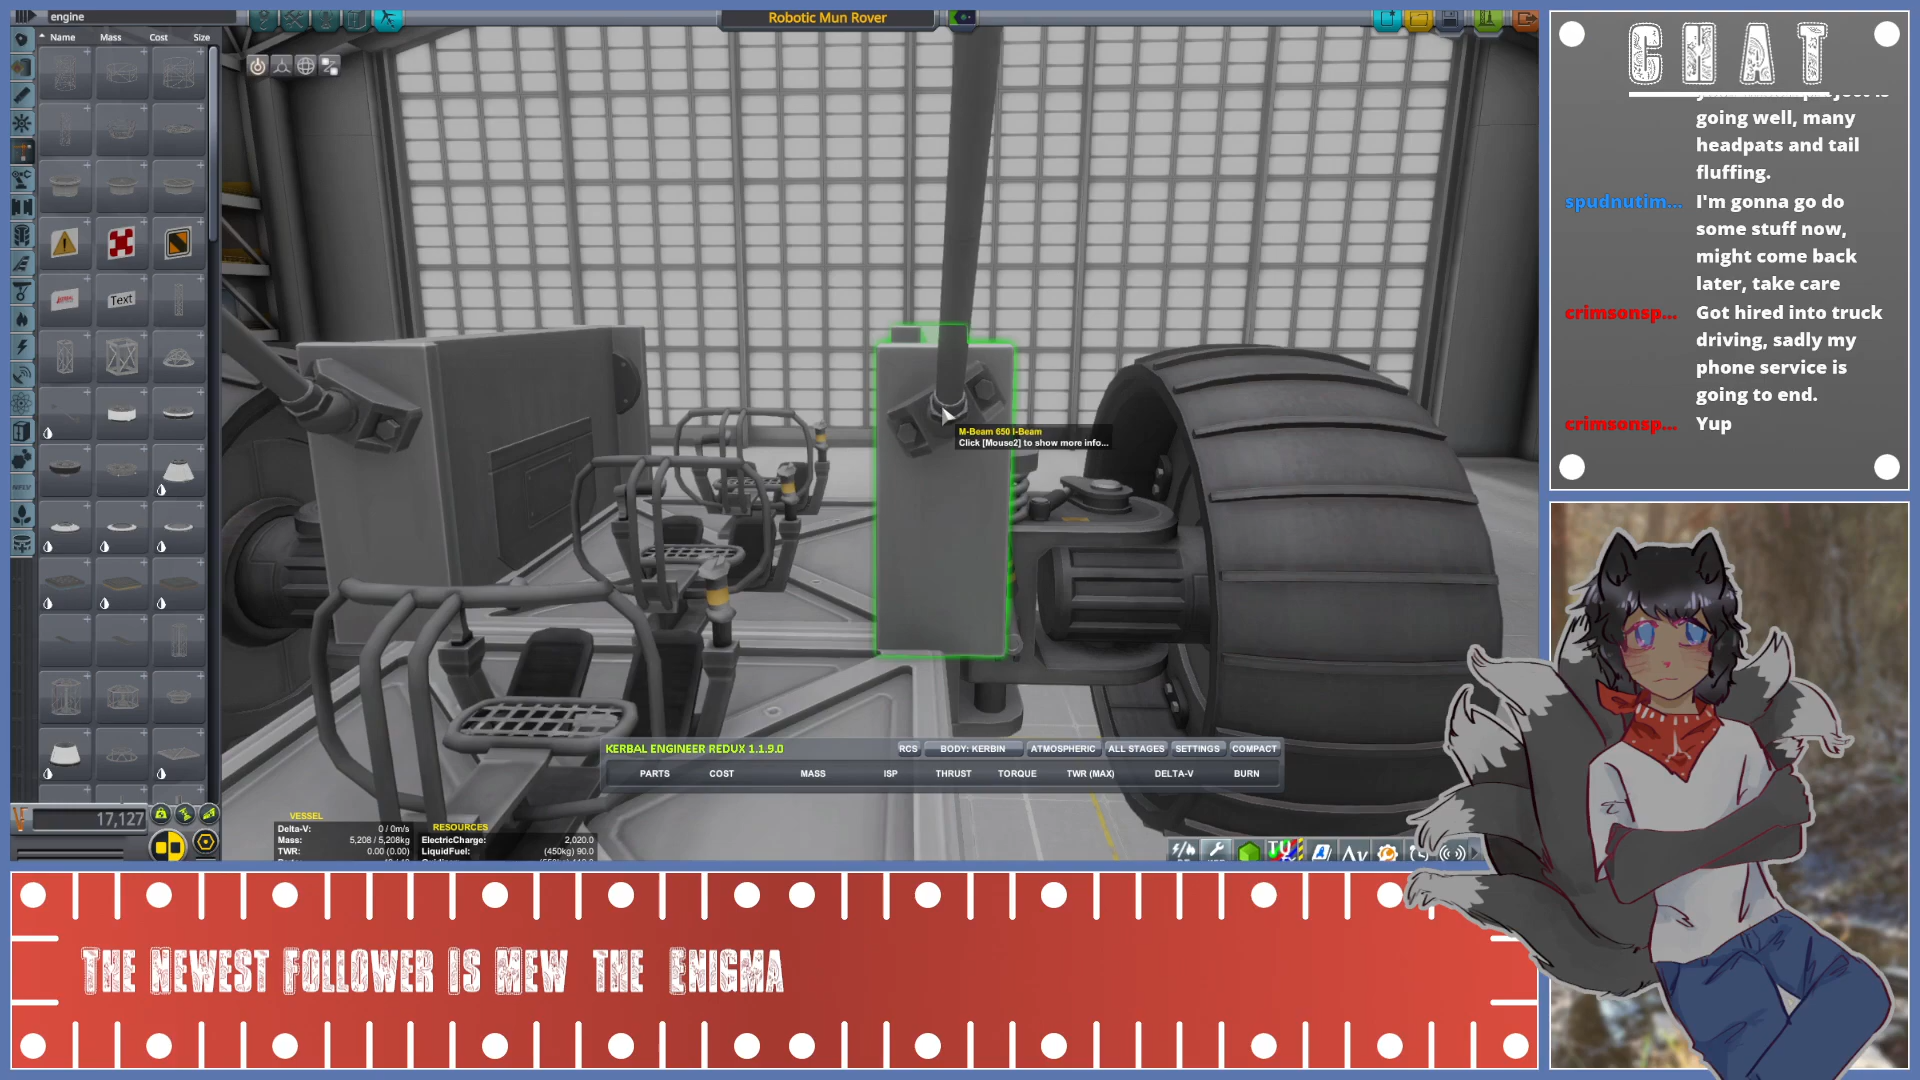 engine
Robotic Mun Rover
Name Mass Cost Size
Text
M-Beam 650 I-Beam
Click [Mouse2] to show more info...
KERBAL ENGINEER REDUX 1.1.9.0 RCS BODY: KERBIN ATMOSPHERIC ALL STAGES SETTINGS COMPACT
PARTS COST MASS ISP THRUST TORQUE TWR (MAX) DELTA-V BURN
17,127
VESSEL
Delta-V: 0 / 0m/s
Mass: 5,208 / 5,208kg
TWR: 0.00 (0.00)
RESOURCES
ElectricCharge: 2,020.0
LiquidFuel: (450kg) 90.0
CHAT
going well, many
headpats and tail
fluffing.
spudnutim... I'm gonna go do
some stuff now,
might come back
later, take care
crimsonsp... Got hired into truck
driving, sadly my
phone service is
going to end.
crimsonsp... Yup
The Newest Follower Is Mew the Enigma